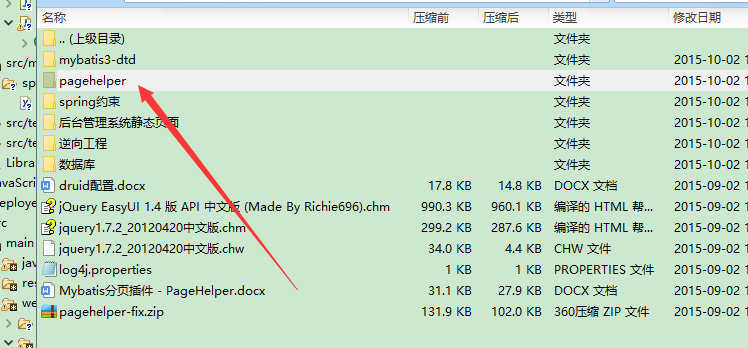 名称 压缩前 压缩后 类型 修改日期
.. (上级目录) 文件夹
mybatis3-dtd 文件夹 2015-10-02 1
pagehelper 文件夹 2015-10-02 1
spring约束 文件夹 2015-10-02 1
后台管理系统静态页面 文件夹 2015-10-02 1
逆向工程 文件夹 2015-10-02 1
数据库 文件夹 2015-10-02 1
druid配置.docx 17.8 KB 14.8 KB DOCX 文档 2015-09-02 1
jQuery EasyUI 1.4 版 API 中文版 (Made By Richie696).chm 990.3 KB 960.1 KB 编译的 HTML 帮... 2015-09-02 1
jquery1.7.2_20120420中文版.chm 299.2 KB 287.6 KB 编译的 HTML 帮... 2015-09-02 1
jquery1.7.2_20120420中文版.chw 34.0 KB 4.4 KB CHW 文件 2015-09-02 1
log4j.properties 1 KB 1 KB PROPERTIES 文件 2015-09-02 1
Mybatis分页插件 - PageHelper.docx 31.1 KB 27.9 KB DOCX 文档 2015-09-02 1
pagehelper-fix.zip 131.9 KB 102.0 KB 360压缩 ZIP 文件 2015-09-02 1
src/m
sp
src/te
src/te
Librar
avaScri
eploye
rc
main
jav
res
we